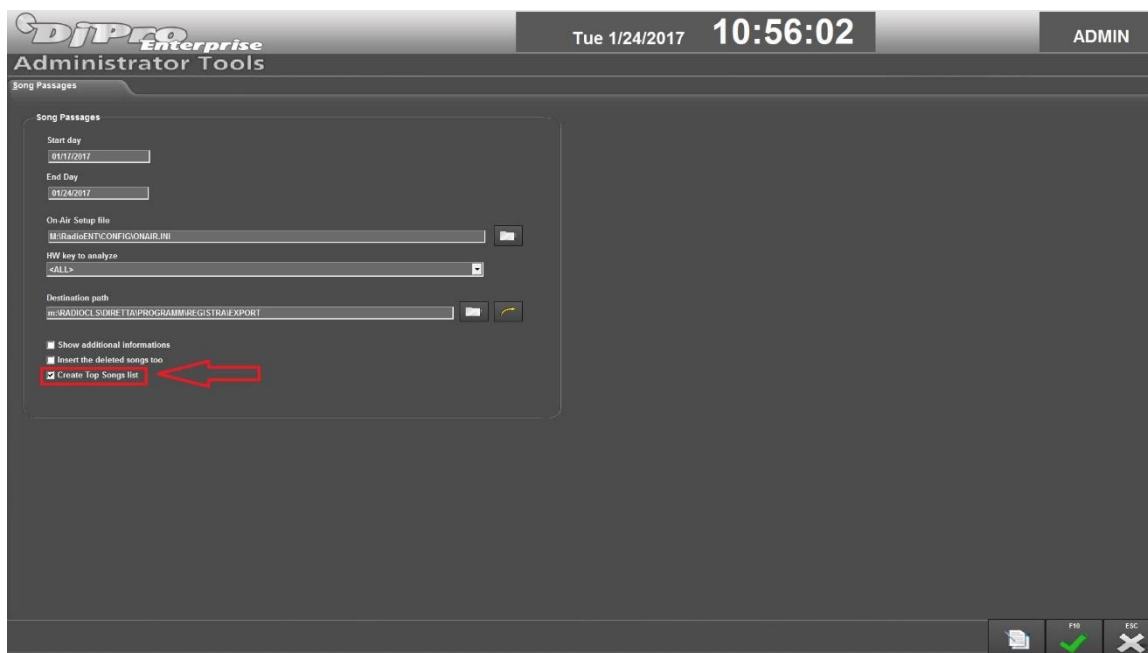 DjPro
Enterprise
Administrator Tools
Tue 1/24/2017
10:56:02
ADMIN
Song Passages
Song Passages
Start day
01/17/2017
End Day
01/24/2017
On-Air Setup file
M:\RadioENT\CONFIG\ONAIR.INI
HW key to analyze
<ALL>
Destination path
m:\RADIOCLS\DIRETTA\PROGRAMM\REGISTRA\EXPORT
Show additional informations
Insert the deleted songs too
Create Top Songs list
F10
ESC